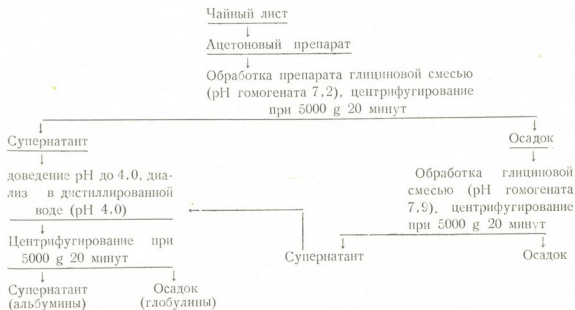 Чайный лист
Ацетоновый препарат
Обработка препарата глициновой смесью
(pH гомогената 7,2), центрифугирование
при 5000 g 20 минут
Супернатант
доведение pH до 4,0, диа-
лиз в дистиллированной
воде (pH 4,0)
Центрифугирование при
5000 g 20 минут
Супернатант
(альбумины)
Осадок
(глобулины)
Осадок
Обработка глициновой
смесью (pH гомогената
7,9), центрифугирование
при 5000 g 20 минут
Супернатант
Осадок